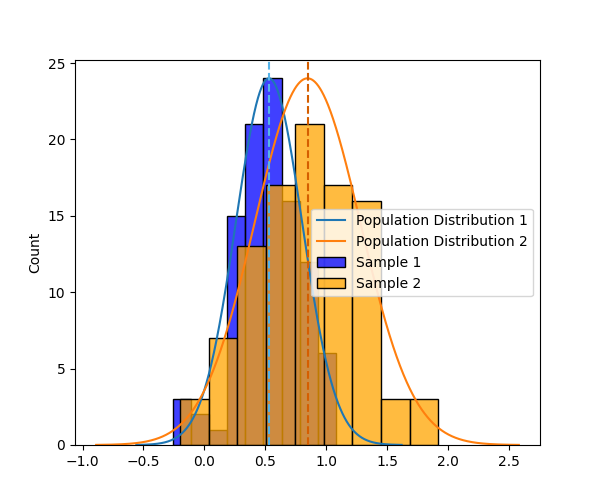 25
20
15
10
5
0
Count
Population Distribution 1
Population Distribution 2
Sample 1
Sample 2
-1.0 -0.5 0.0 0.5 1.0 1.5 2.0 2.5